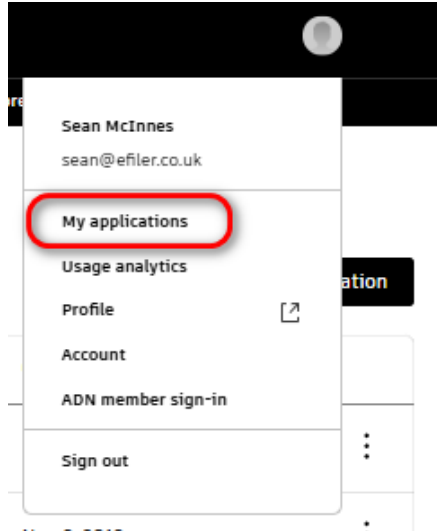 Sean McInnes
sean@efiler.co.uk
My applications
Usage analytics
ation
Profile
Account
ADN member sign-in
Sign out